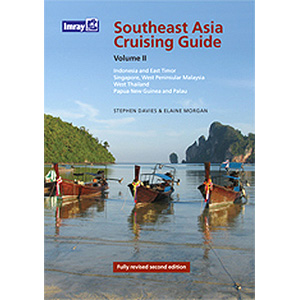 Imray
Southeast Asia
Cruising Guide
Volume II
Indonesia and East Timor
Singapore, West Peninsular Malaysia
West Thailand
Papua New Guinea and Palau
STEPHEN DAVIES & ELAINE MORGAN
Fully revised second edition